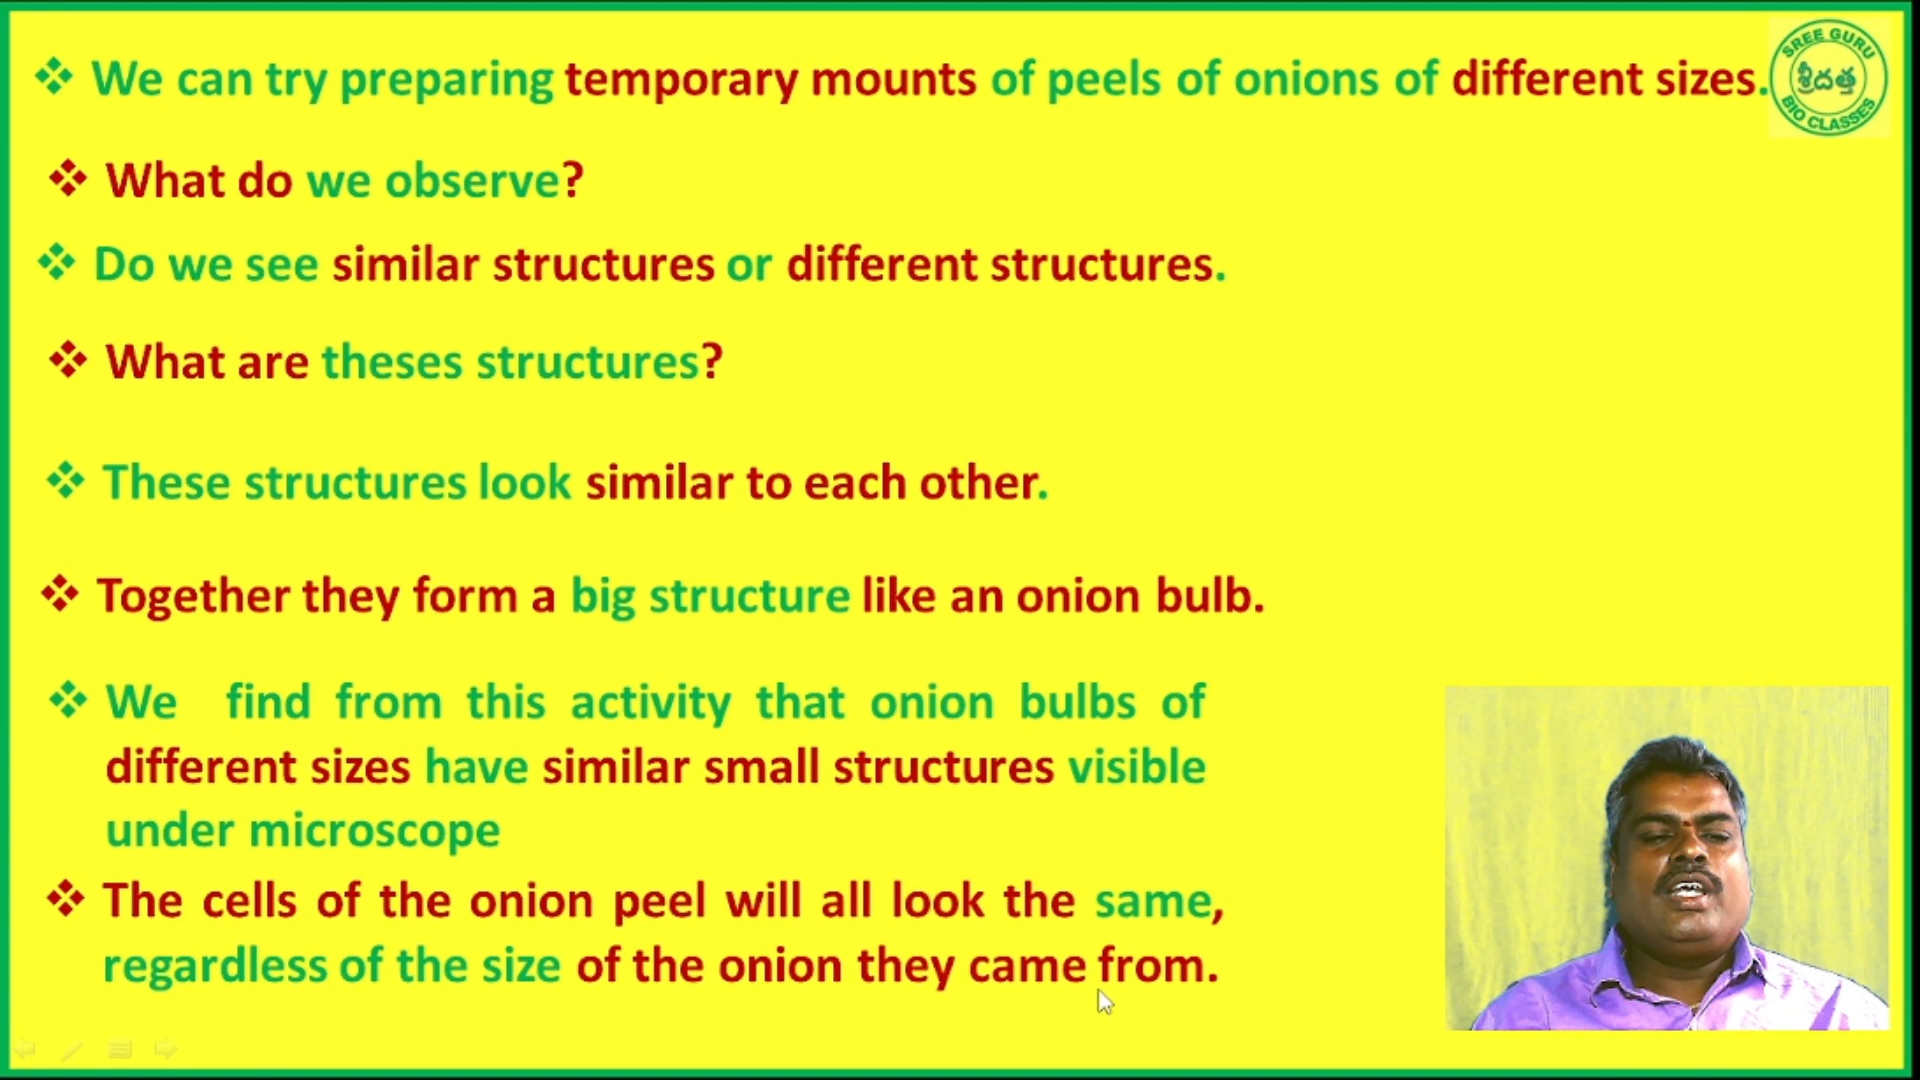 ❖ We can try preparing temporary mounts of peels of onions of different sizes.
SREE GURU
శ్రీదత్త
BIO CLASSES
❖ What do we observe?
❖ Do we see similar structures or different structures.
❖ What are theses structures?
❖ These structures look similar to each other.
❖ Together they form a big structure like an onion bulb.
❖ We find from this activity that onion bulbs of
different sizes have similar small structures visible
under microscope
❖ The cells of the onion peel will all look the same,
regardless of the size of the onion they came from.